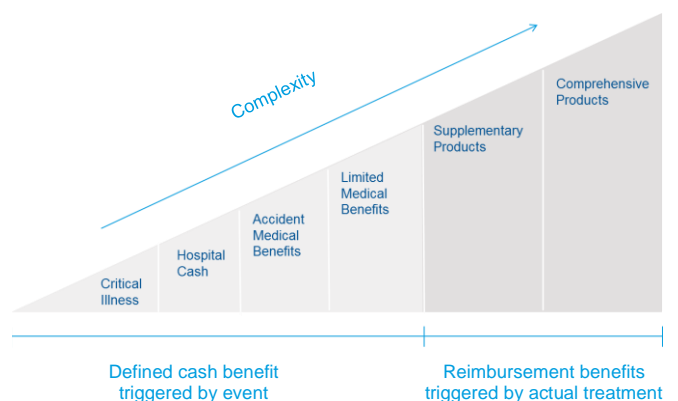 Complexity
Comprehensive
Products
Supplementary
Products
Limited
Medical
Benefits
Accident
Medical
Benefits
Hospital
Cash
Critical
Illness
Defined cash benefit
triggered by event
Reimbursement benefits
triggered by actual treatment